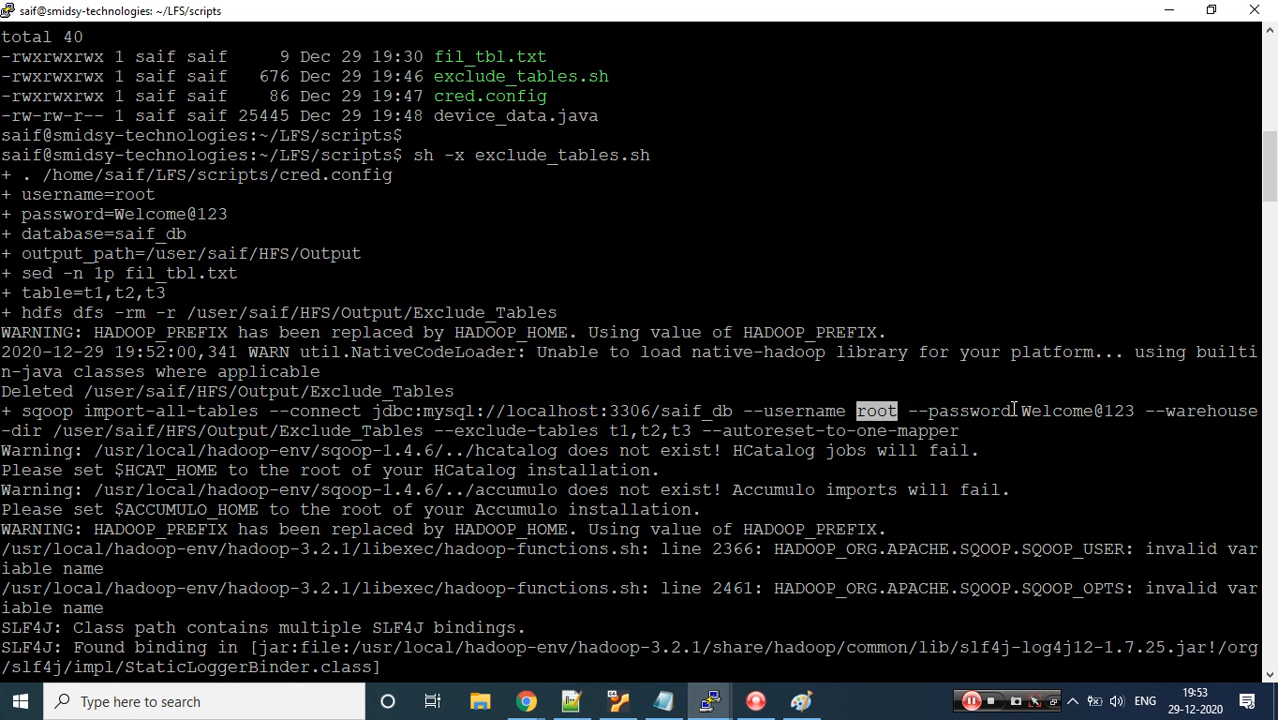 saif@smidsy-technologies: ~/LFS/scripts
total 40
-rwxrwxrwx 1 saif saif     9 Dec 29 19:30 fil_tbl.txt
-rwxrwxrwx 1 saif saif   676 Dec 29 19:46 exclude_tables.sh
-rwxrwxrwx 1 saif saif    86 Dec 29 19:47 cred.config
-rw-rw-r-- 1 saif saif 25445 Dec 29 19:48 device_data.java
saif@smidsy-technologies:~/LFS/scripts$
saif@smidsy-technologies:~/LFS/scripts$ sh -x exclude_tables.sh
+ . /home/saif/LFS/scripts/cred.config
+ username=root
+ password=Welcome@123
+ database=saif_db
+ output_path=/user/saif/HFS/Output
+ sed -n 1p fil_tbl.txt
+ table=t1,t2,t3
+ hdfs dfs -rm -r /user/saif/HFS/Output/Exclude_Tables
WARNING: HADOOP_PREFIX has been replaced by HADOOP_HOME. Using value of HADOOP_PREFIX.
2020-12-29 19:52:00,341 WARN util.NativeCodeLoader: Unable to load native-hadoop library for your platform... using builti
n-java classes where applicable
Deleted /user/saif/HFS/Output/Exclude_Tables
+ sqoop import-all-tables --connect jdbc:mysql://localhost:3306/saif_db --username root --password Welcome@123 --warehouse
-dir /user/saif/HFS/Output/Exclude_Tables --exclude-tables t1,t2,t3 --autoreset-to-one-mapper
Warning: /usr/local/hadoop-env/sqoop-1.4.6/../hcatalog does not exist! HCatalog jobs will fail.
Please set $HCAT_HOME to the root of your HCatalog installation.
Warning: /usr/local/hadoop-env/sqoop-1.4.6/../accumulo does not exist! Accumulo imports will fail.
Please set $ACCUMULO_HOME to the root of your Accumulo installation.
WARNING: HADOOP_PREFIX has been replaced by HADOOP_HOME. Using value of HADOOP_PREFIX.
/usr/local/hadoop-env/hadoop-3.2.1/libexec/hadoop-functions.sh: line 2366: HADOOP_ORG.APACHE.SQOOP.SQOOP_USER: invalid var
iable name
/usr/local/hadoop-env/hadoop-3.2.1/libexec/hadoop-functions.sh: line 2461: HADOOP_ORG.APACHE.SQOOP.SQOOP_OPTS: invalid var
iable name
SLF4J: Class path contains multiple SLF4J bindings.
SLF4J: Found binding in [jar:file:/usr/local/hadoop-env/hadoop-3.2.1/share/hadoop/common/lib/slf4j-log4j12-1.7.25.jar!/org
/slf4j/impl/StaticLoggerBinder.class]
Type here to search
ENG
19:53
29-12-2020